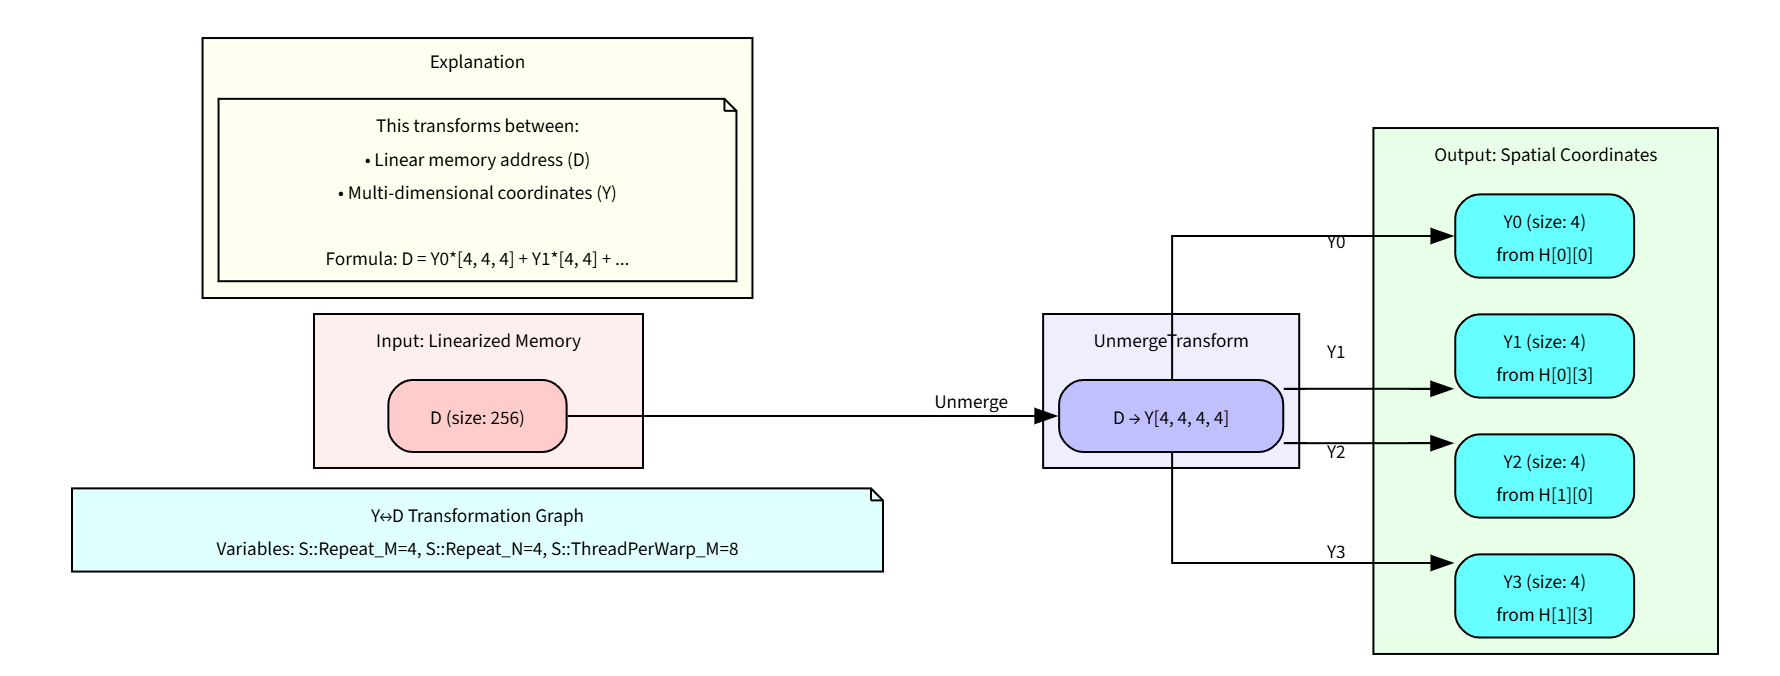 Explanation
This transforms between:
• Linear memory address (D)
• Multi-dimensional coordinates (Y)
Formula: D = Y0*[4, 4, 4] + Y1*[4, 4] + ...
Input: Linearized Memory
D (size: 256)
Unmerge
UnmergeTransform
D → Y[4, 4, 4, 4]
Y0
Y1
Y2
Y3
Output: Spatial Coordinates
Y0 (size: 4)
from H[0][0]
Y1 (size: 4)
from H[0][3]
Y2 (size: 4)
from H[1][0]
Y3 (size: 4)
from H[1][3]
Y↔D Transformation Graph
Variables: S::Repeat_M=4, S::Repeat_N=4, S::ThreadPerWarp_M=8